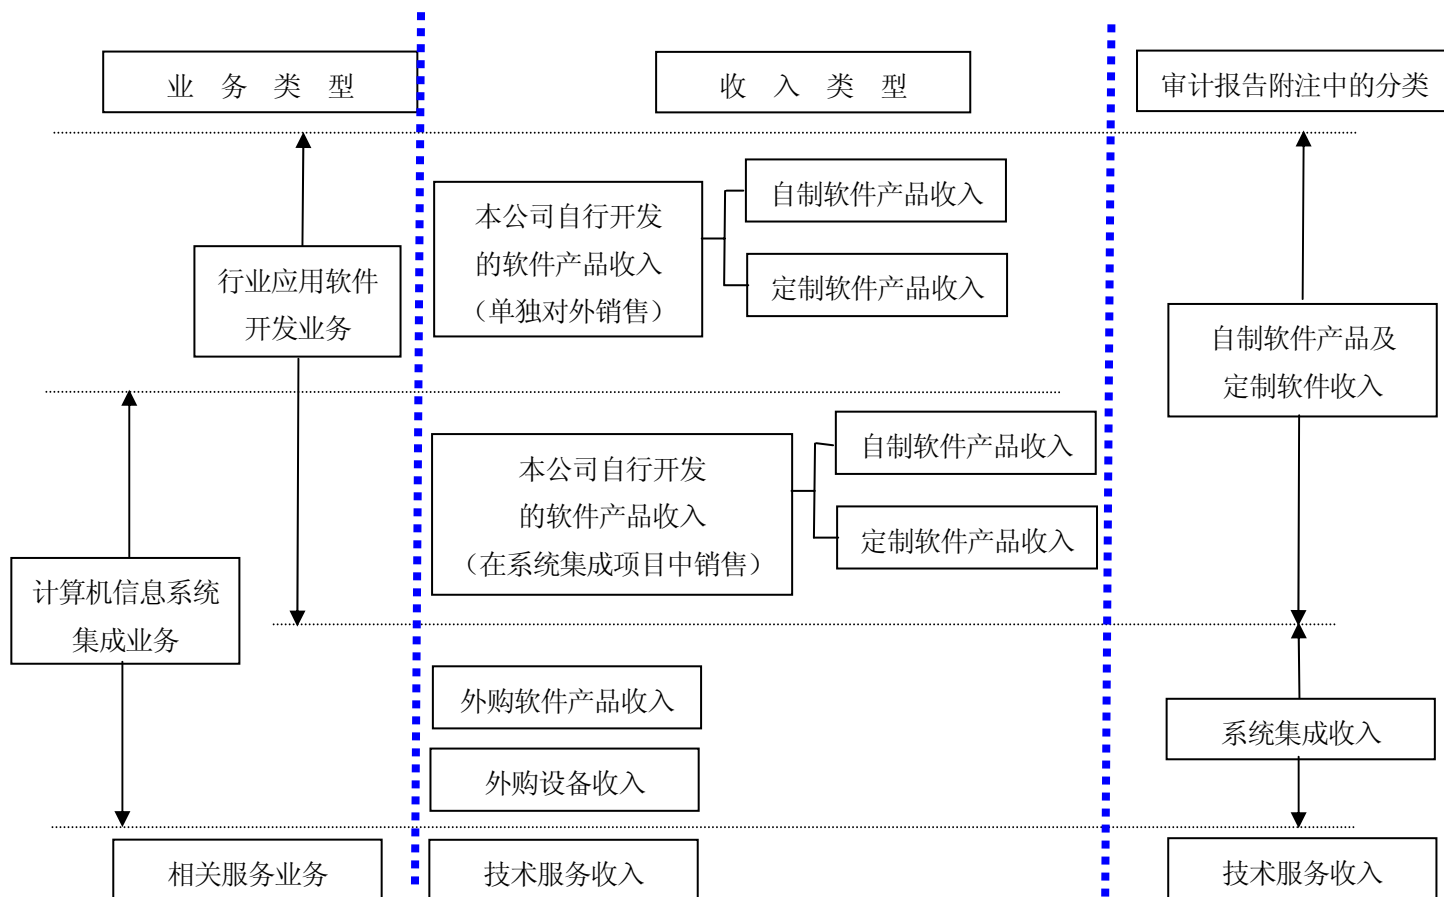 业 务 类 型
收 入 类 型
审计报告附注中的分类
自制软件产品收入
本公司自行开发
的软件产品收入
（单独对外销售）
定制软件产品收入
行业应用软件
开发业务
自制软件产品及
定制软件收入
自制软件产品收入
本公司自行开发
的软件产品收入
（在系统集成项目中销售）
定制软件产品收入
计算机信息系统
集成业务
外购软件产品收入
系统集成收入
外购设备收入
相关服务业务
技术服务收入
技术服务收入